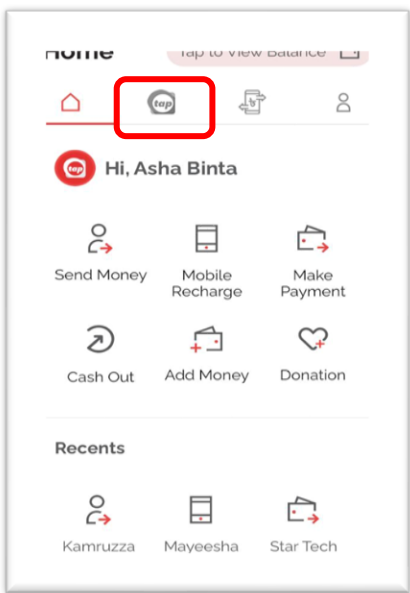 Home Tap to View Balance
tap
tap Hi, Asha Binta
Send Money Mobile Recharge Make Payment
Cash Out Add Money Donation
Recents
Kamruzza Mayeesha Star Tech